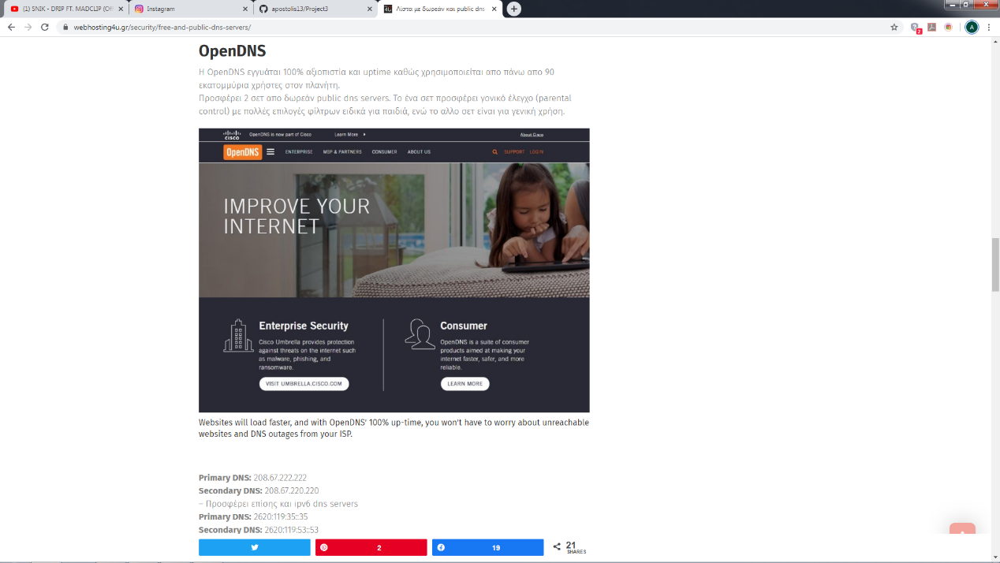 (1) SNIK - DRIP FT. MADCLIP (Off
Instagram
apostolis13/Project3
Λίστα με δωρεάν και public dns
webhosting4u.gr/security/free-and-public-dns-servers/
2
A
OpenDNS
Η OpenDNS εγγυάται 100% αξιοπιστία και uptime καθώς χρησιμοποιείται απο πάνω απο 90
εκατομμύρια χρήστες στον πλανήτη.
Προσφέρει 2 σετ απο δωρεάν public dns servers. Το ένα σετ προσφέρει γονικό έλεγχο (parental
control) με πολλές επιλογές φίλτρων ειδικά για παιδιά, ενώ το αλλο σετ είναι για γενική χρήση.
CISCO
OpenDNS is now part of Cisco
Learn More
About Cisco
OpenDNS
ENTERPRISE
MSP & PARTNERS
CONSUMER
ABOUT US
SUPPORT
LOGIN
IMPROVE YOUR
INTERNET
Enterprise Security
Cisco Umbrella provides protection
against threats on the internet such
as malware, phishing, and
ransomware.
VISIT UMBRELLA.CISCO.COM
Consumer
OpenDNS is a suite of consumer
products aimed at making your
internet faster, safer, and more
reliable.
LEARN MORE
Websites will load faster, and with OpenDNS' 100% up-time, you won't have to worry about unreachable
websites and DNS outages from your ISP.
Primary DNS: 208.67.222.222
Secondary DNS: 208.67.220.220
– Προσφέρει επίσης και ipv6 dns servers
Primary DNS: 2620:119:35::35
Secondary DNS: 2620:119:53::53
2
19
21
SHARES